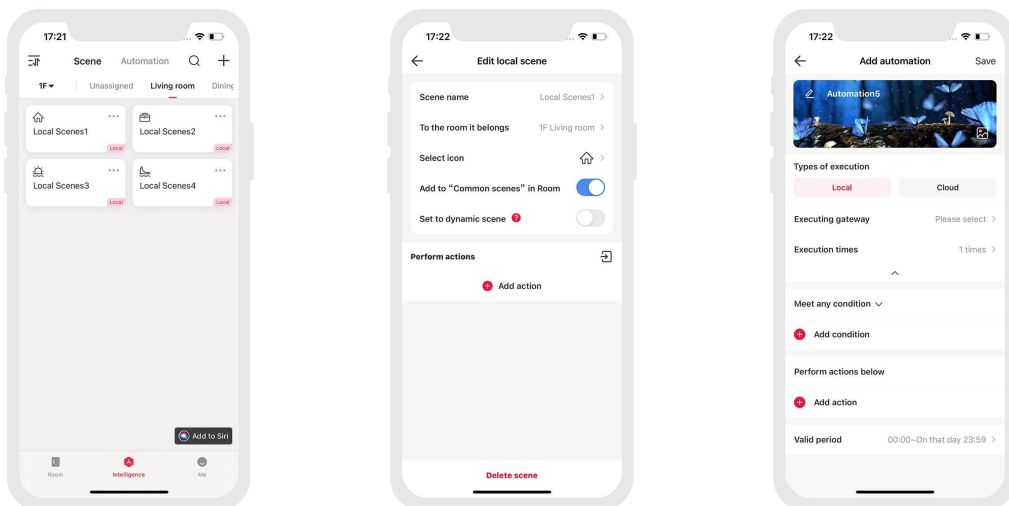 17:21
Scene Automation
1F Unassigned Living room Dining
Local Scenes1 Local Scenes2
Local Local
Local Scenes3 Local Scenes4
Local Local
Add to Siri
Room Intelligence Me
17:22
Edit local scene
Scene name Local Scenes1
To the room it belongs 1F Living room
Select icon
Add to “Common scenes” in Room
Set to dynamic scene ?
Perform actions
Add action
Delete scene
17:22
Add automation Save
Automation5
Types of execution
Local Cloud
Executing gateway Please select
Execution times 1 times
Meet any condition
Add condition
Perform actions below
Add action
Valid period 00:00~On that day 23:59